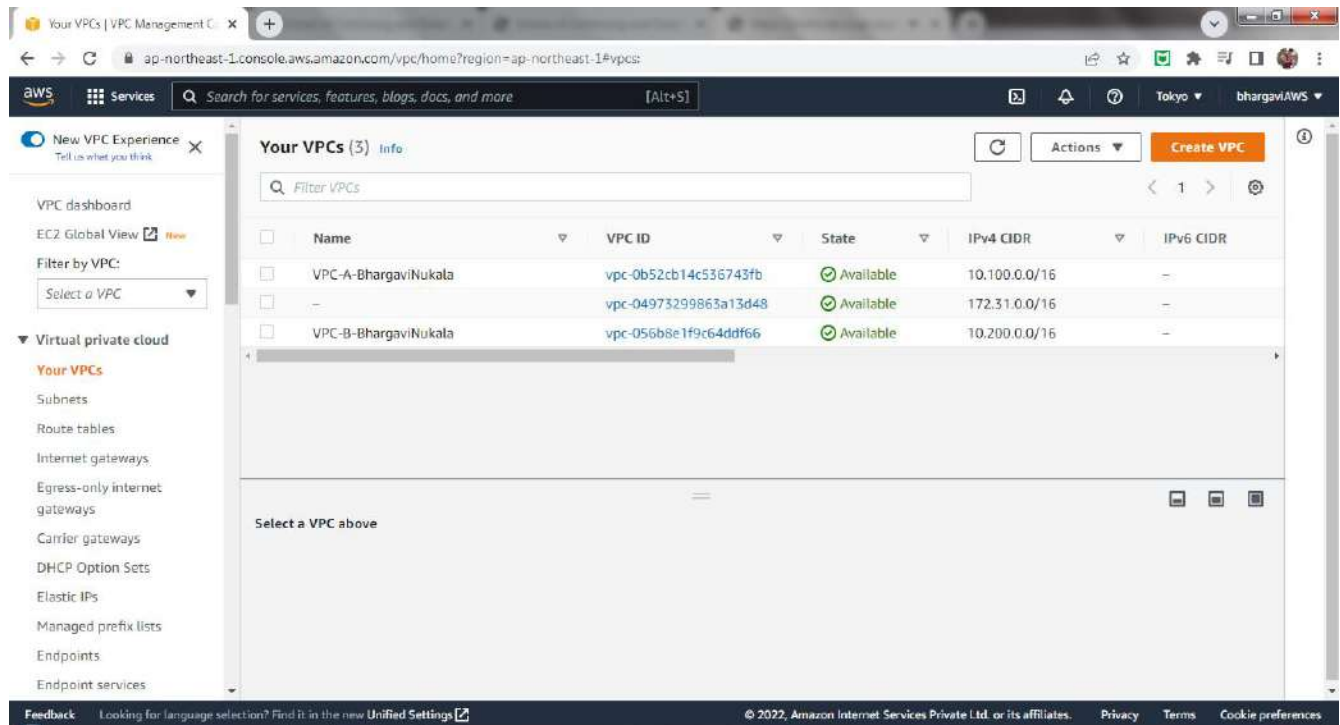 Your VPCs | VPC Management C
ap-northeast-1.console.aws.amazon.com/vpc/home?region=ap-northeast-1#vpcs:
aws
Services
Search for services, features, blogs, docs, and more
[Alt+S]
Tokyo
bhargaviAWS
New VPC Experience
Tell us what you think
VPC dashboard
EC2 Global View New
Filter by VPC:
Select a VPC
Virtual private cloud
Your VPCs
Subnets
Route tables
Internet gateways
Egress-only internet
gateways
Carrier gateways
DHCP Option Sets
Elastic IPs
Managed prefix lists
Endpoints
Endpoint services
Your VPCs (3) Info
Actions
Create VPC
Filter VPCs
1
Name VPC ID State IPv4 CIDR IPv6 CIDR
VPC-A-BhargaviNukala vpc-0b52cb14c536743fb Available 10.100.0.0/16 –
– vpc-04973299863a13d48 Available 172.31.0.0/16 –
VPC-B-BhargaviNukala vpc-056b8e1f9c64ddf66 Available 10.200.0.0/16 –
Select a VPC above
Feedback Looking for language selection? Find it in the new Unified Settings © 2022, Amazon Internet Services Private Ltd. or its affiliates. Privacy Terms Cookie preferences